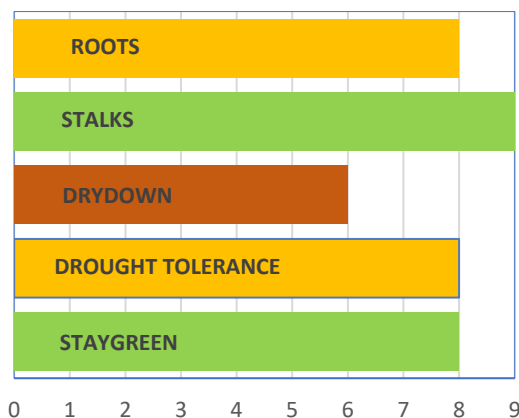 ROOTS
STALKS
DRYDOWN
DROUGHT TOLERANCE
STAYGREEN
0 1 2 3 4 5 6 7 8 9